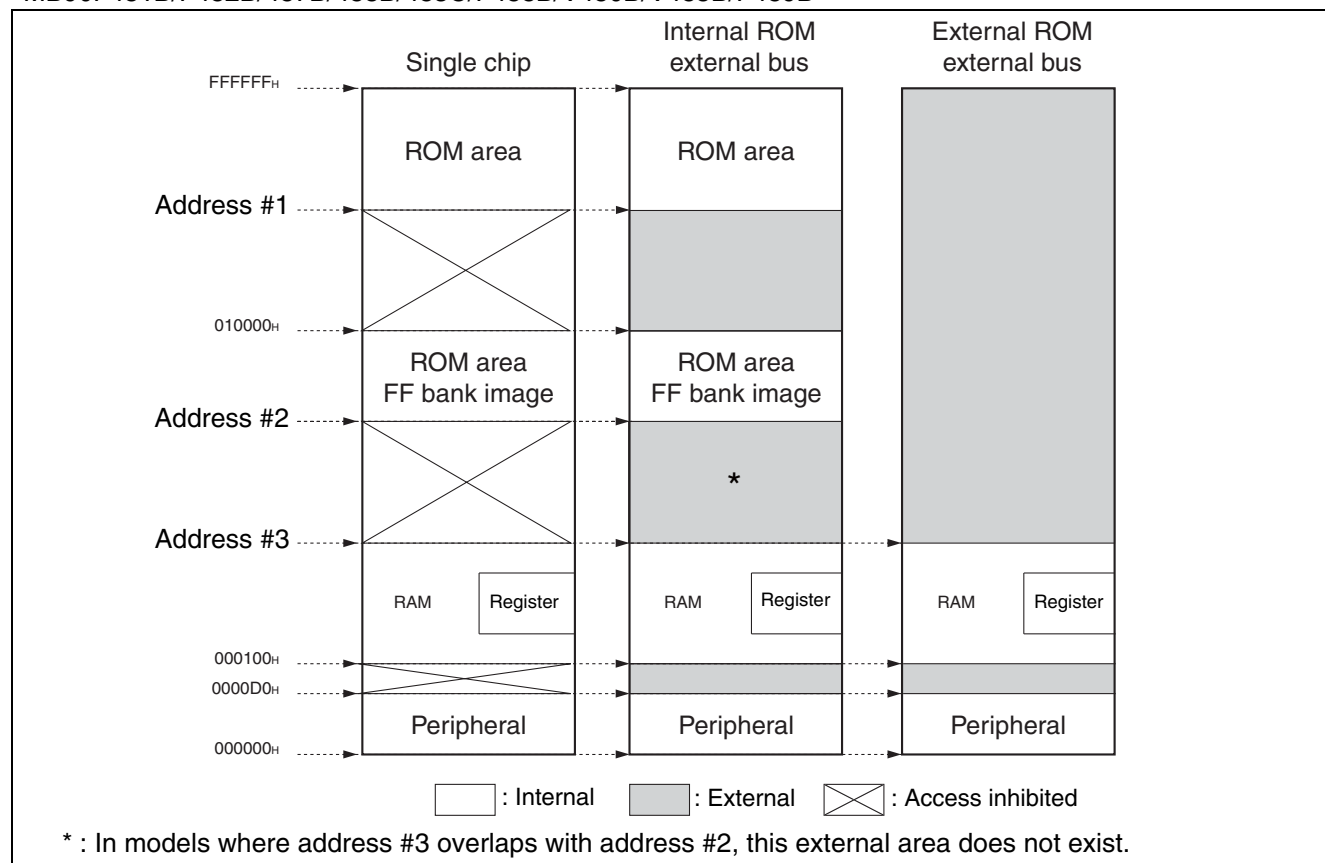 Single chip
Internal ROM
external bus
External ROM
external bus
FFFFFFH
ROM area
ROM area
Address #1
010000H
ROM area
FF bank image
ROM area
FF bank image
Address #2
*
Address #3
RAM
Register
RAM
Register
RAM
Register
000100H
0000D0H
Peripheral
Peripheral
Peripheral
000000H
: Internal
: External
: Access inhibited
* : In models where address #3 overlaps with address #2, this external area does not exist.